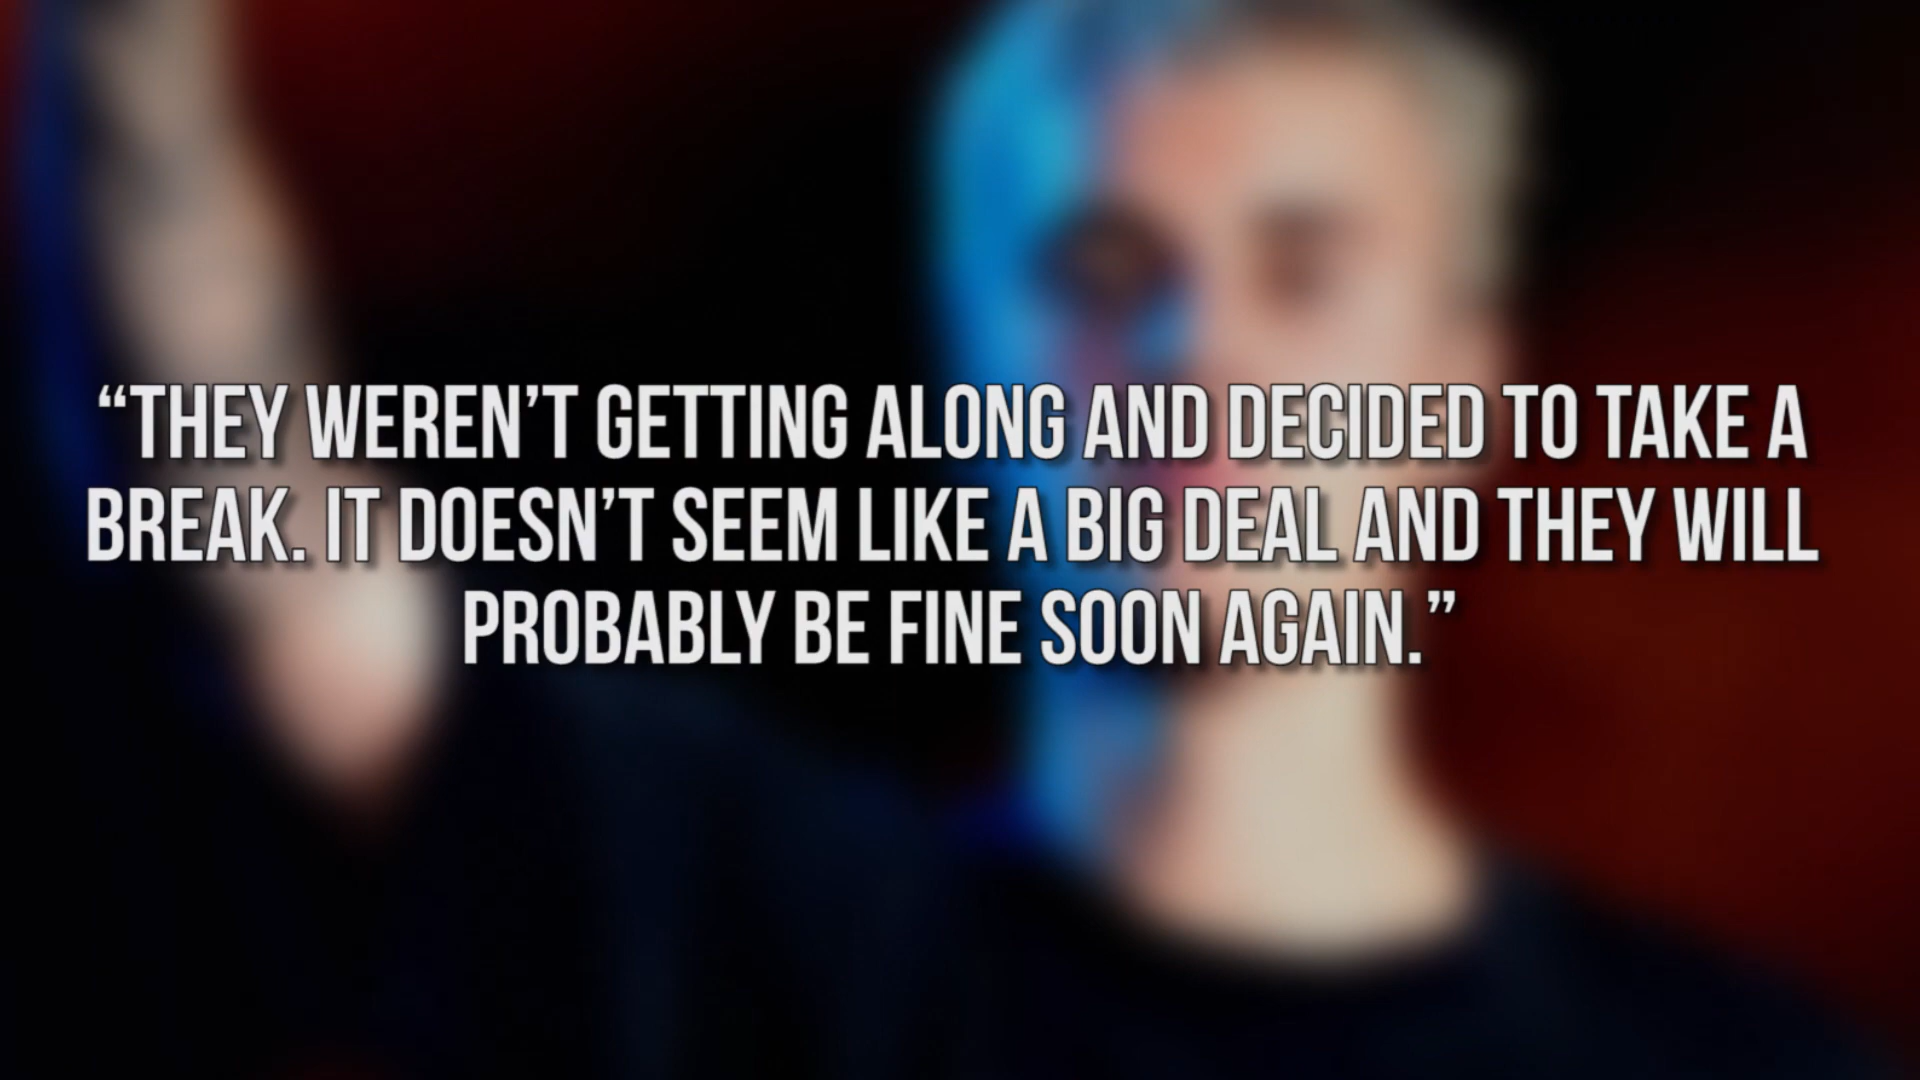 “THEY WEREN’T GETTING ALONG AND DECIDED TO TAKE A
BREAK. IT DOESN’T SEEM LIKE A BIG DEAL AND THEY WILL
PROBABLY BE FINE SOON AGAIN.”